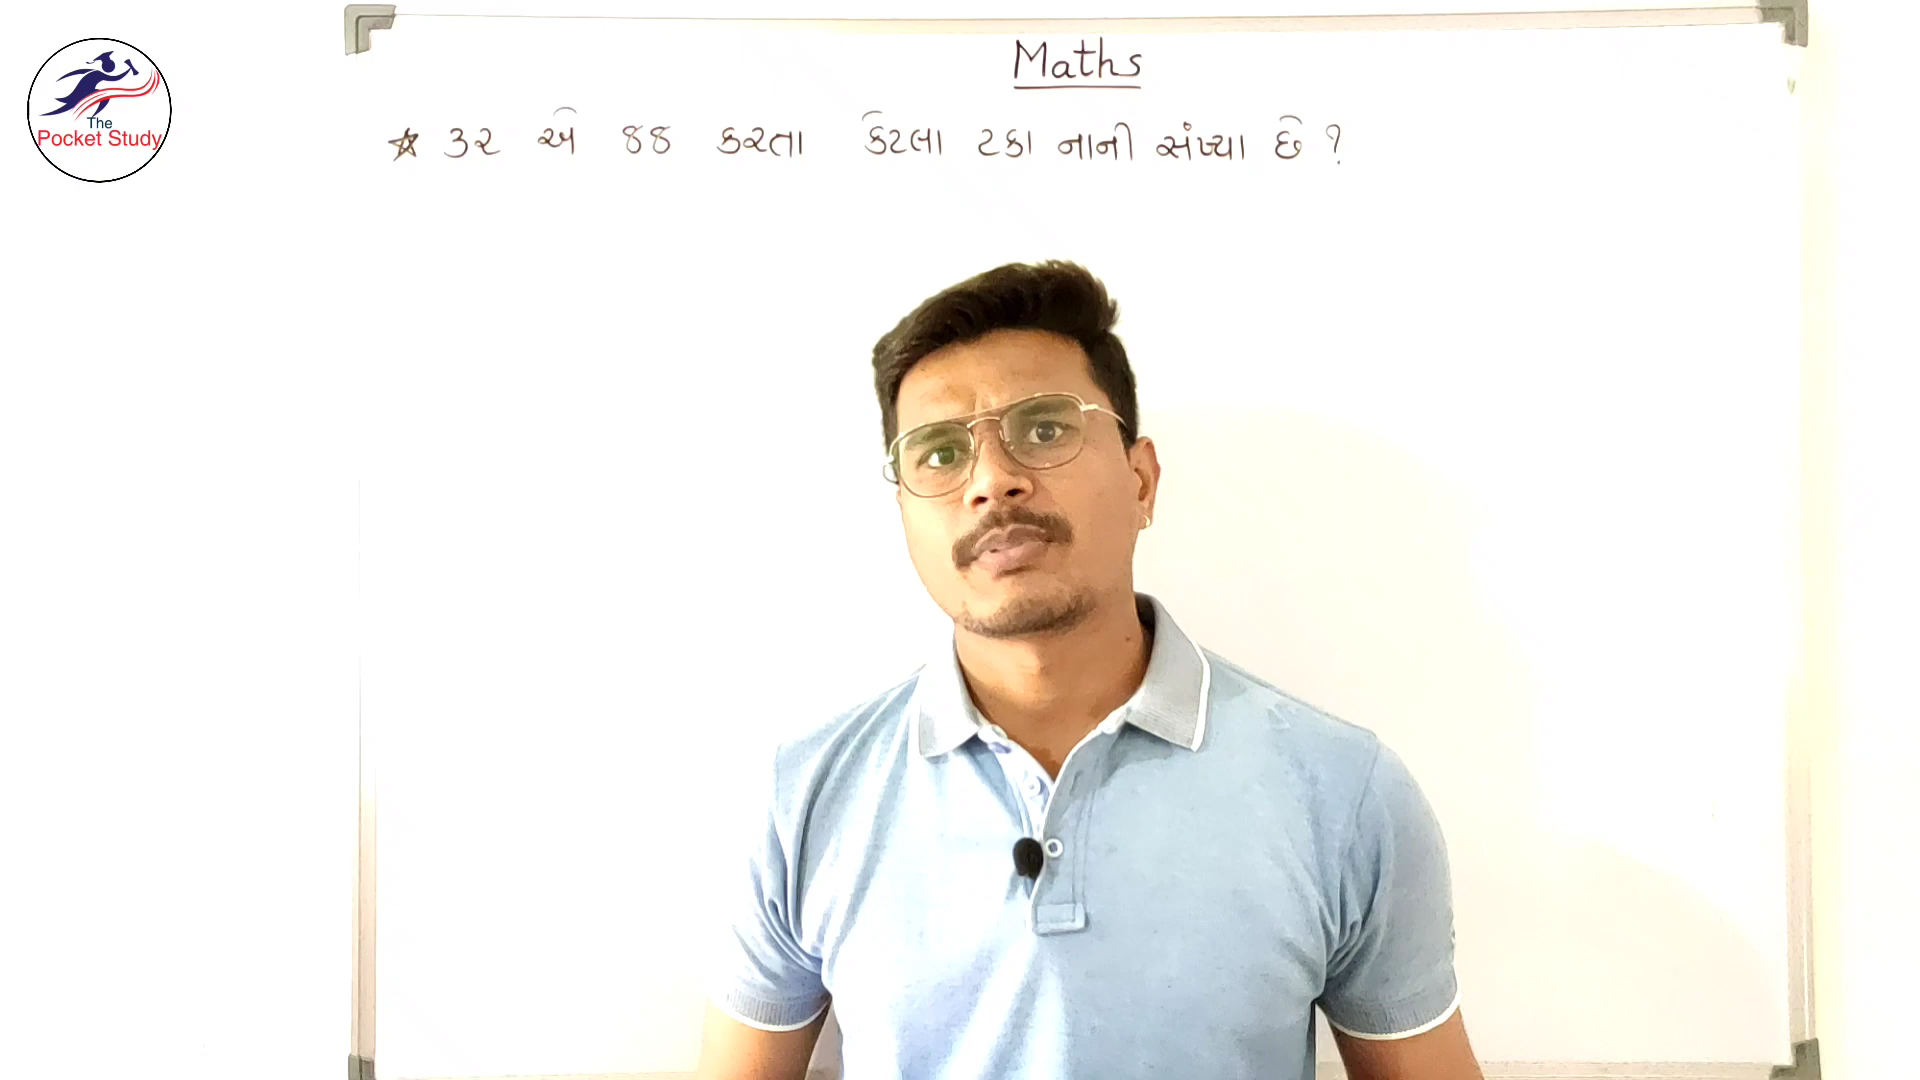 The
Pocket Study
Maths
☆ ૩૨ એ ૪૪ કરતા કેટલા ટકા નાની સંખ્યા છે ?